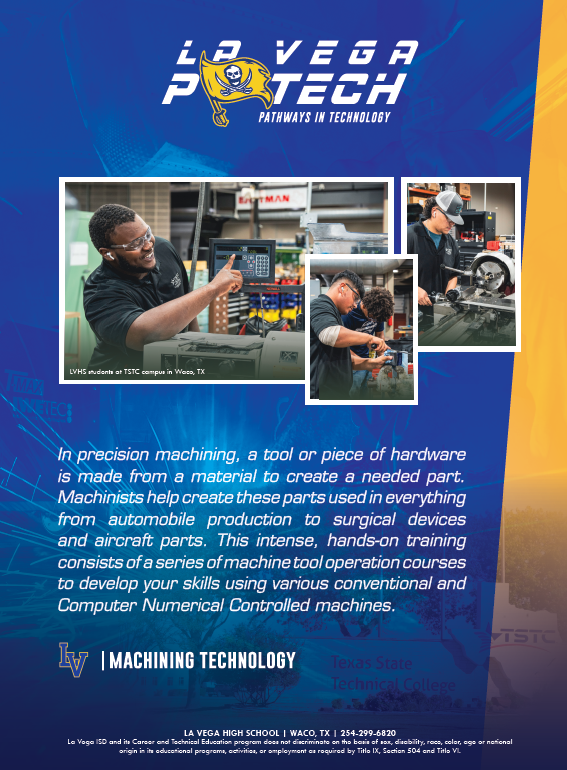 LA VEGA
P TECH
PATHWAYS IN TECHNOLOGY
EASTMAN
LVHS students at TSTC campus in Waco, TX
In precision machining, a tool or piece of hardware
is made from a material to create a needed part.
Machinists help create these parts used in everything
from automobile production to surgical devices
and aircraft parts. This intense, hands-on training
consists of a series of machine tool operation courses
to develop your skills using various conventional and
Computer Numerical Controlled machines.
TSTC
LV | MACHINING TECHNOLOGY
Texas State
Technical College
LA VEGA HIGH SCHOOL | WACO, TX | 254-299-6820
La Vega ISD and its Career and Technical Education program does not discriminate on the basis of sex, disability, race, color, age or national
origin in its educational programs, activities, or employment as required by Title IX, Section 504 and Title VI.